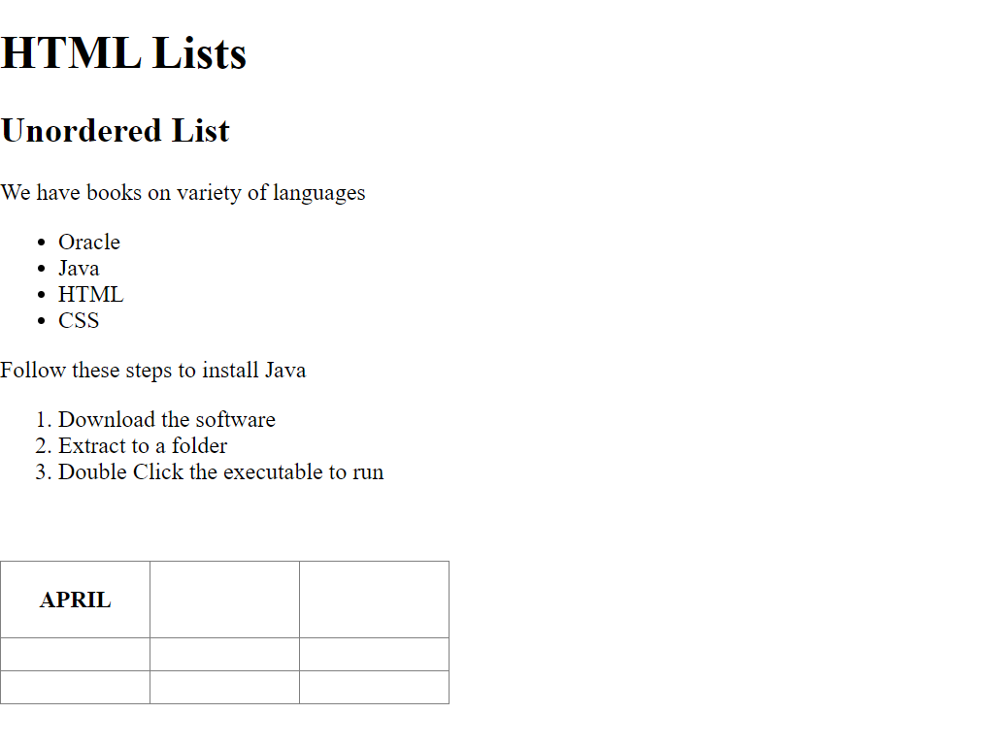 HTML Lists
Unordered List
We have books on variety of languages
• Oracle
• Java
• HTML
• CSS
Follow these steps to install Java
1. Download the software
2. Extract to a folder
3. Double Click the executable to run
APRIL